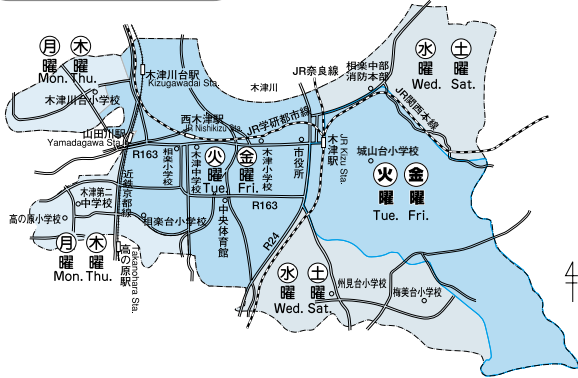 月曜 木曜
Mon. Thu.
木津川台小学校
木津川台駅
Kizugawadai Sta.
木津川
JR奈良線
相楽中部
消防本部
水曜 土曜
Wed. Sat.
JR関西本線
山田川駅
Yamadagawa Sta.
西木津駅
JR Nishikizu Sta.
JR学研都市線
R163
相楽小学校
木津中学校
火曜 金曜
Tue. Fri.
木津小学校
市役所
木津駅
JR Kizu Sta.
城山台小学校
火曜 金曜
Tue. Fri.
木津第二
中学校
高の原小学校
近鉄京都線
相楽台小学校
中央体育館
R163
R24
月曜 木曜
Mon. Thu.
高の原駅
Takanohara Sta.
水曜 土曜
Wed. Sat.
州見台小学校
梅美台小学校